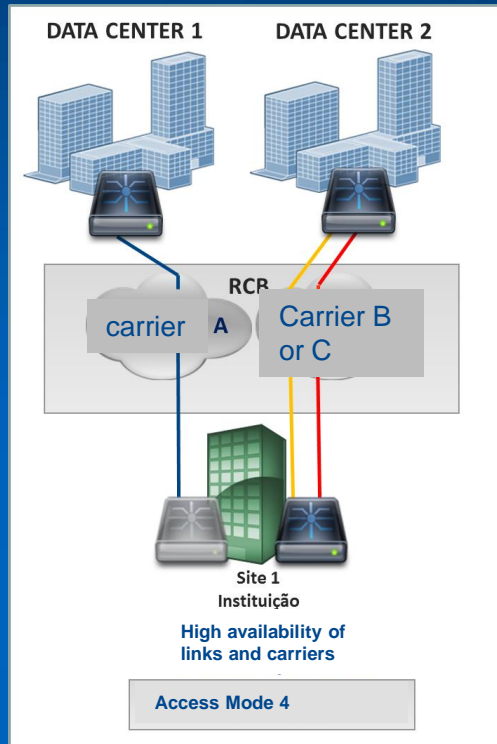 DATA CENTER 1
DATA CENTER 2
RCB
carrier
A
Carrier B
or C
Site 1
Instituição
High availability of
links and carriers
Access Mode 4